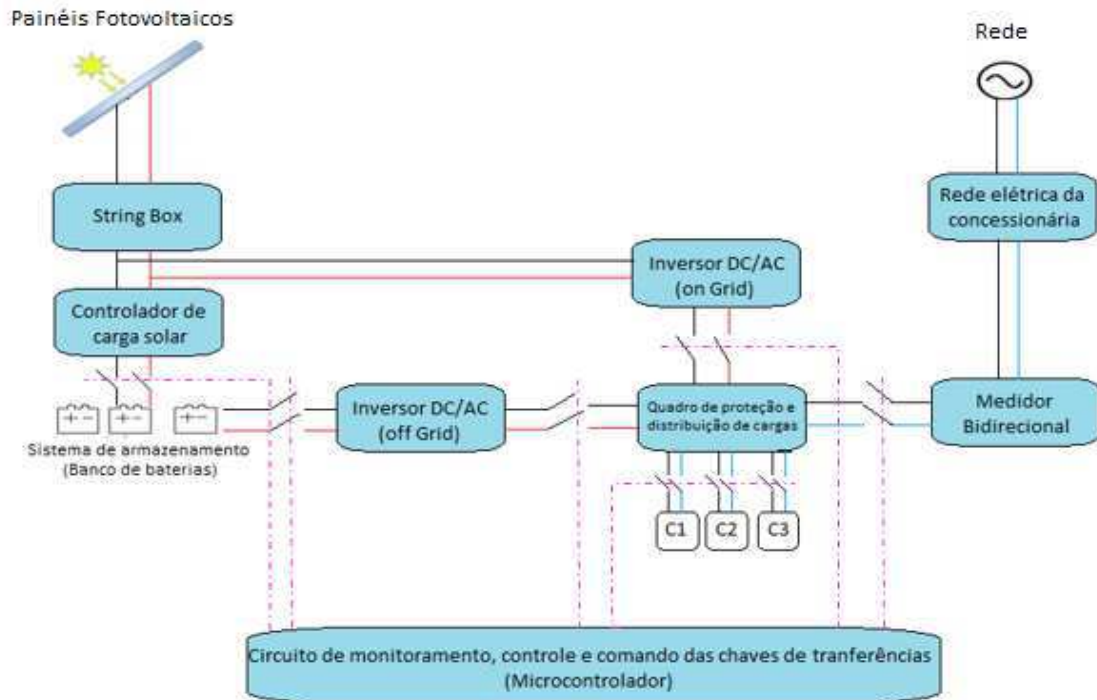 Painéis Fotovoltaicos
Rede
String Box
Rede elétrica da
concessionária
Inversor DC/AC
(on Grid)
Controlador de
carga solar
Inversor DC/AC
(off Grid)
Quadro de proteção e
distribuição de cargas
Medidor
Bidirecional
Sistema de armazenamento
(Banco de baterias)
C1
C2
C3
Circuito de monitoramento, controle e comando das chaves de tranferências
(Microcontrolador)